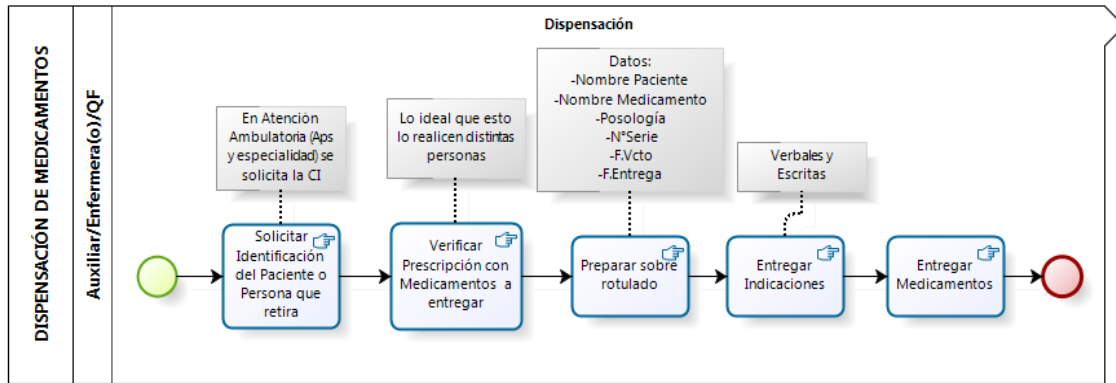 DISPENSACIÓN DE MEDICAMENTOS
Auxiliar/Enfermera(o)/QF
Dispensación
En Atención
Ambulatoria (Aps
y especialidad) se
solicita la CI
Lo ideal que esto
lo realicen distintas
personas
Datos:
-Nombre Paciente
-Nombre Medicamento
-Posología
-N°Serie
-F.Vcto
-F.Entrega
Verbales y
Escritas
Solicitar
Identificación
del Paciente o
Persona que
retira
Verificar
Prescripción con
Medicamentos a
entregar
Preparar sobre
rotulado
Entregar
Indicaciones
Entregar
Medicamentos